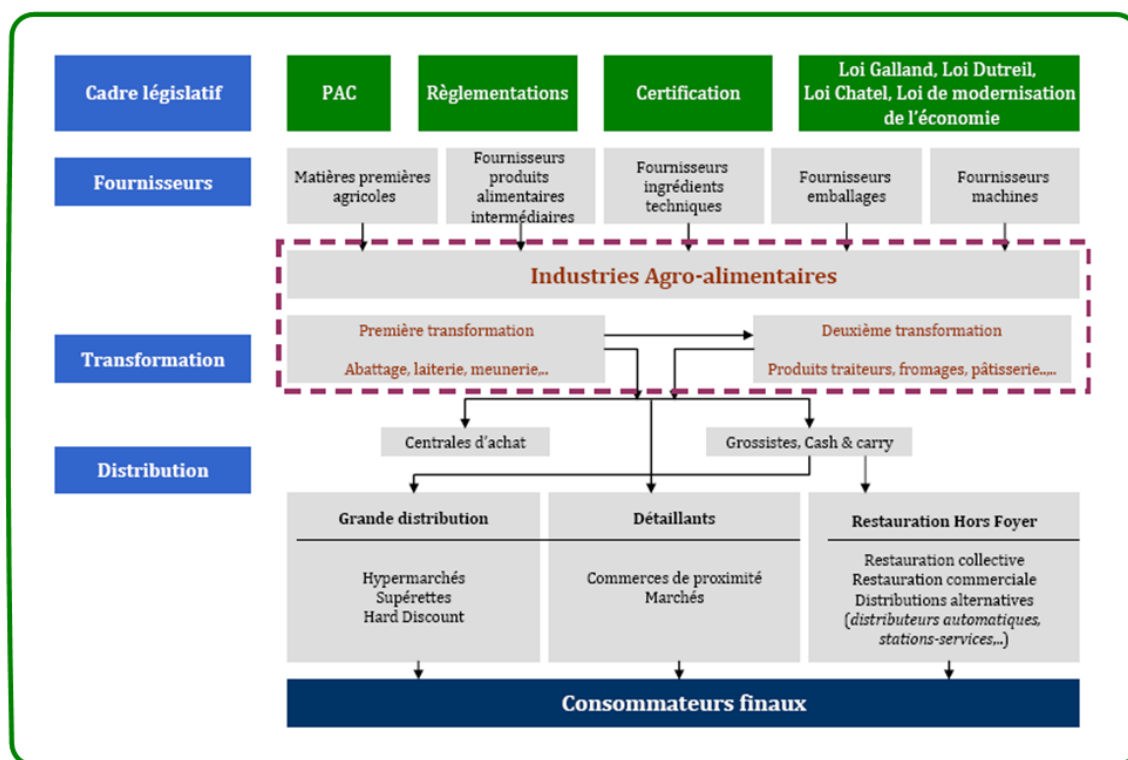 Cadre législatif
PAC
Règlementations
Certification
Loi Galland, Loi Dutreil,
Loi Chatel, Loi de modernisation
de l'économie
Fournisseurs
Matières premières
agricoles
Fournisseurs
produits
alimentaires
intermédiaires
Fournisseurs
ingrédients
techniques
Fournisseurs
emballages
Fournisseurs
machines
Industries Agro-alimentaires
Transformation
Première transformation
Abattage, laiterie, meunerie,..
Deuxième transformation
Produits traiteurs, fromages, pâtisserie..,..
Centrales d'achat
Grossistes, Cash & carry
Distribution
Grande distribution
Hypermarchés
Supérettes
Hard Discount
Détaillants
Commerces de proximité
Marchés
Restauration Hors Foyer
Restauration collective
Restauration commerciale
Distributions alternatives
(distributeurs automatiques,
stations-services,..)
Consommateurs finaux